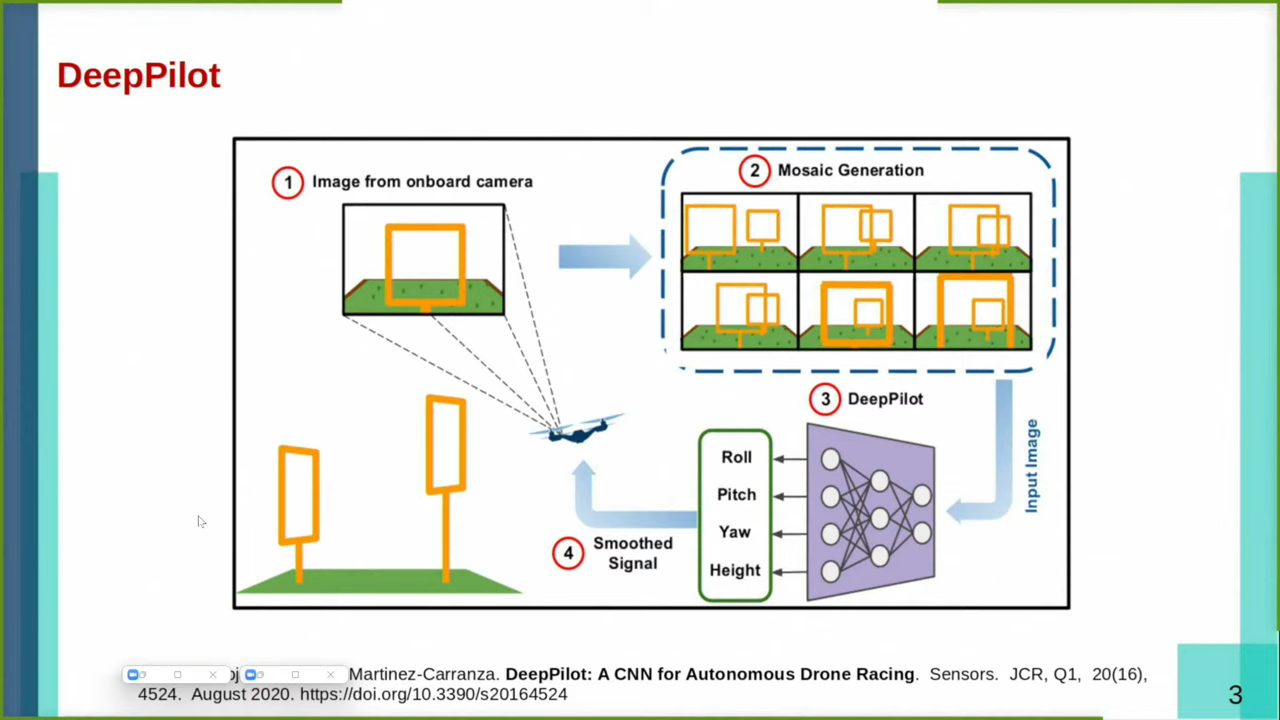 DeepPilot
1 Image from onboard camera
2 Mosaic Generation
3 DeepPilot
Input Image
Roll
Pitch
Yaw
Height
4 Smoothed
Signal
Martinez-Carranza. DeepPilot: A CNN for Autonomous Drone Racing. Sensors. JCR, Q1, 20(16),
4524. August 2020. https://doi.org/10.3390/s20164524
3